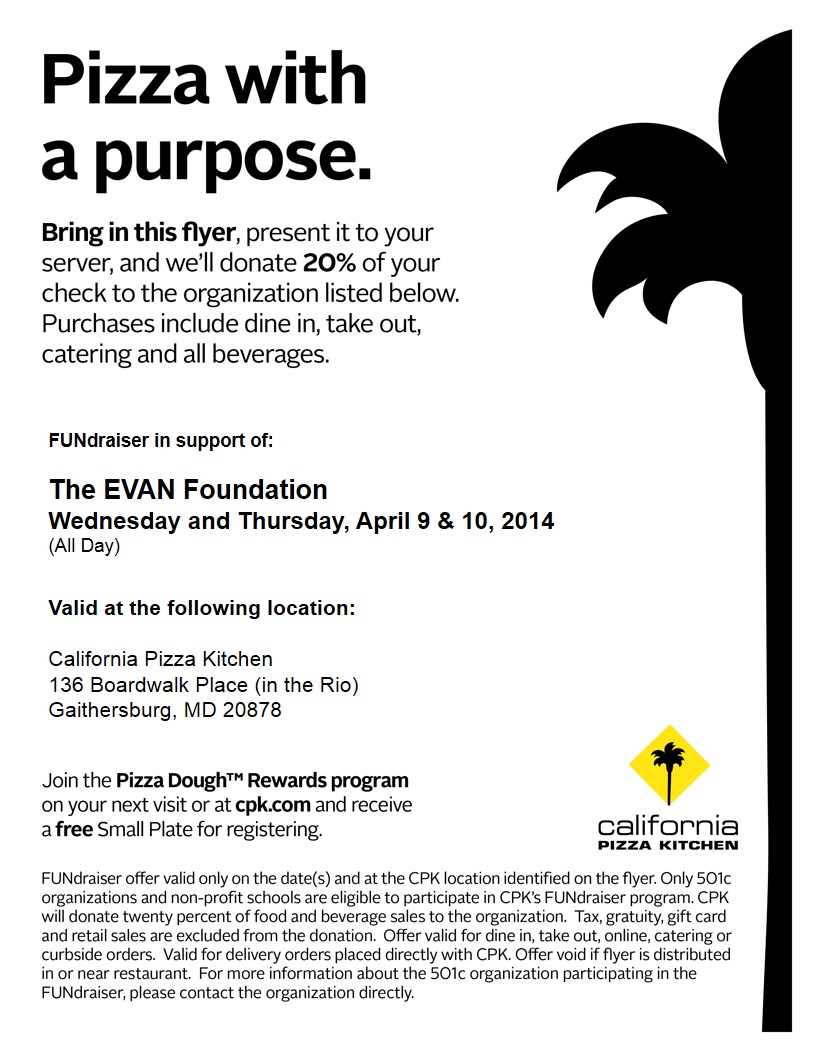 Pizza with
a purpose.
Bring in this flyer, present it to your
server, and we'll donate 20% of your
check to the organization listed below.
Purchases include dine in, take out,
catering and all beverages.
FUNdraiser in support of:
The EVAN Foundation
Wednesday and Thursday, April 9 & 10, 2014
(All Day)
Valid at the following location:
California Pizza Kitchen
136 Boardwalk Place (in the Rio)
Gaithersburg, MD 20878
Join the Pizza Dough™ Rewards program
on your next visit or at cpk.com and receive
a free Small Plate for registering.
california
PIZZA KITCHEN
FUNdraiser offer valid only on the date(s) and at the CPK location identified on the flyer. Only 501c
organizations and non-profit schools are eligible to participate in CPK's FUNdraiser program. CPK
will donate twenty percent of food and beverage sales to the organization. Tax, gratuity, gift card
and retail sales are excluded from the donation. Offer valid for dine in, take out, online, catering or
curbside orders. Valid for delivery orders placed directly with CPK. Offer void if flyer is distributed
in or near restaurant. For more information about the 501c organization participating in the
FUNdraiser, please contact the organization directly.